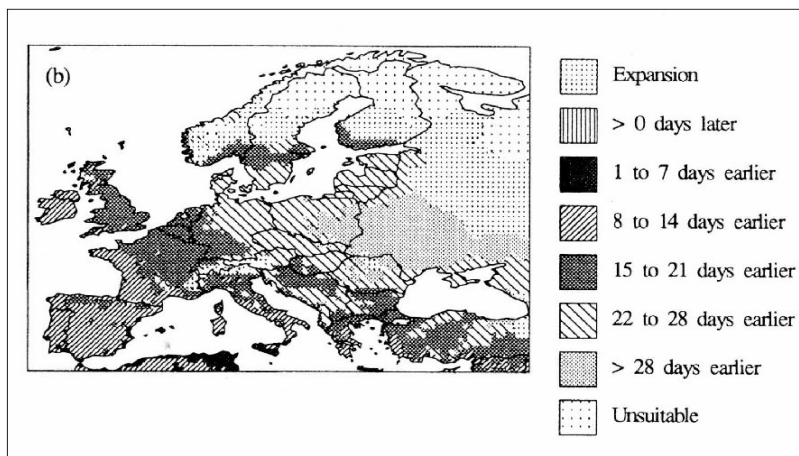 (b)
Expansion
> 0 days later
1 to 7 days earlier
8 to 14 days earlier
15 to 21 days earlier
22 to 28 days earlier
> 28 days earlier
Unsuitable